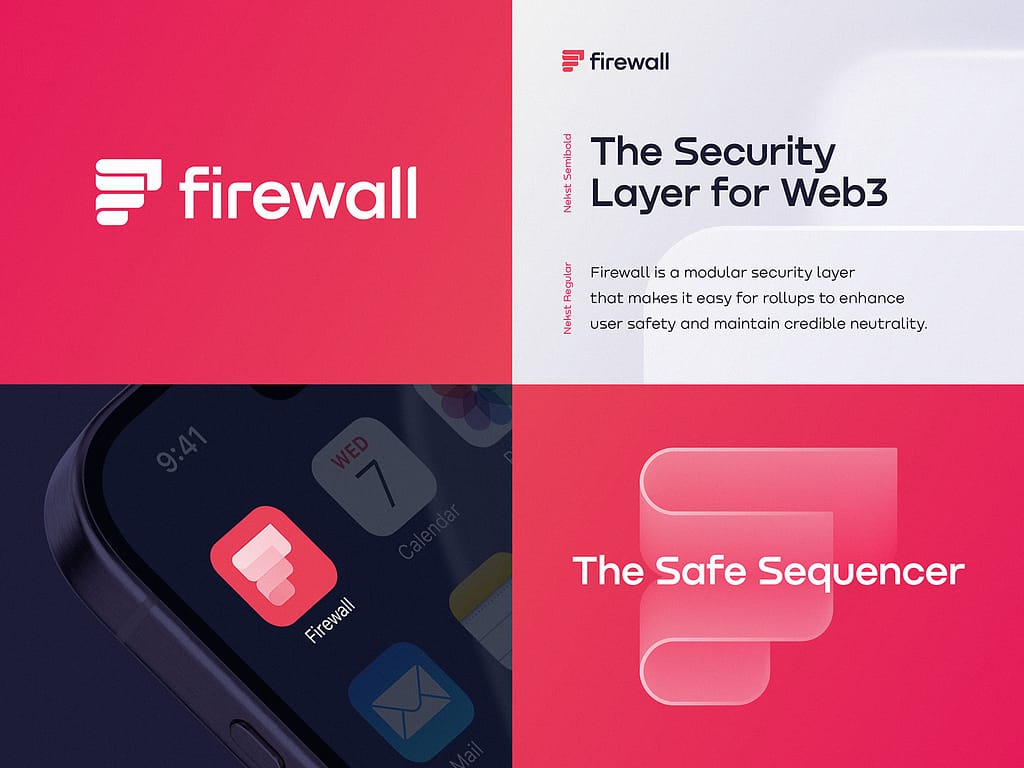 firewall
firewall
Nekst Semibold
The Security
Layer for Web3
Nekst Regular
Firewall is a modular security layer
that makes it easy for rollups to enhance
user safety and maintain credible neutrality.
9:41
WED
7
Calendar
Firewall
Mail
The Safe Sequencer